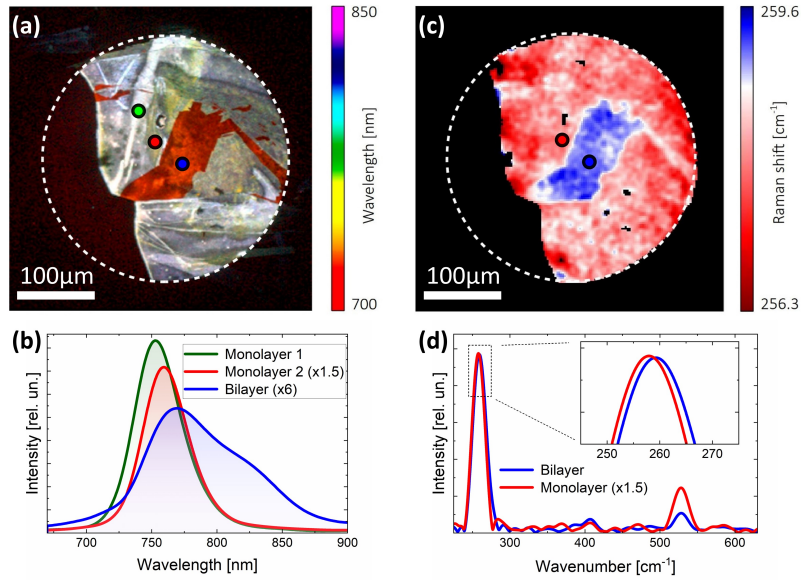 (a)
850
Wavelength [nm]
700
100µm
(c)
259.6
Raman shift [cm-1]
256.3
100µm
(b)
Intensity [rel. un.]
Monolayer 1
Monolayer 2 (x1.5)
Bilayer (x6)
700 750 800 850 900
Wavelength [nm]
(d)
Intensity [rel. un.]
250 260 270
Bilayer
Monolayer (x1.5)
300 400 500 600
Wavenumber [cm-1]